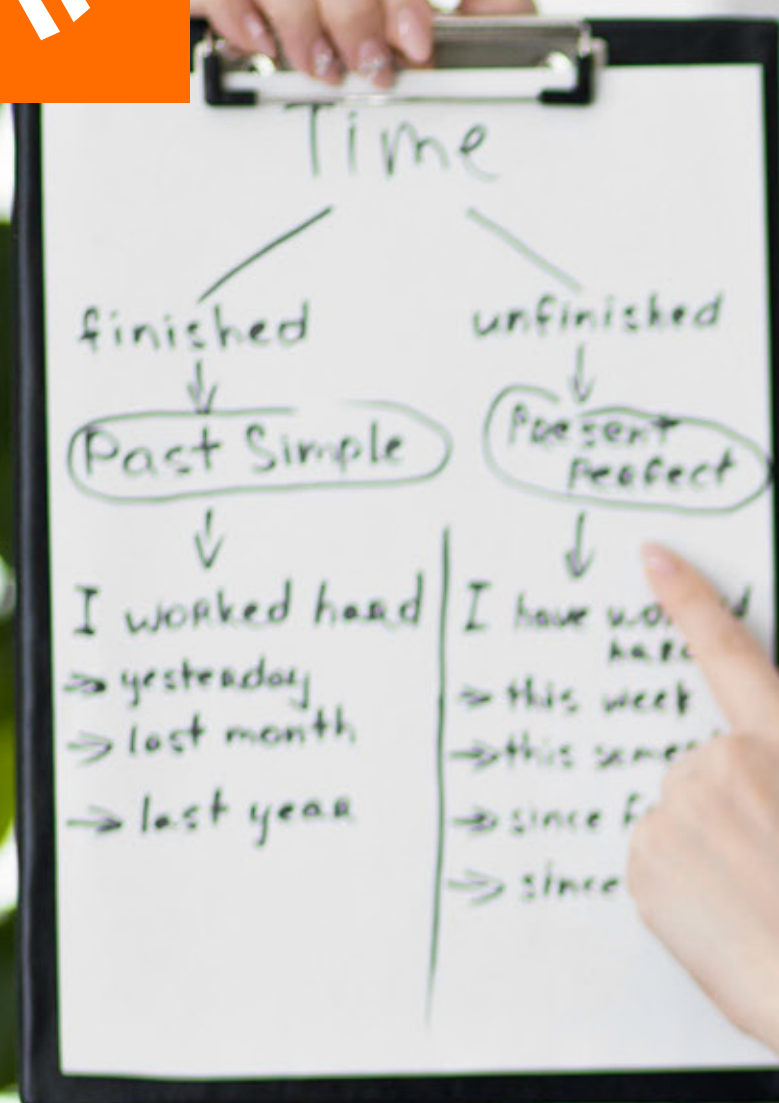 Time
finished
unfinished
Past Simple
Present
Perfect
I worked hard
→ yesterday
→ last month
→ last year
I have
→ this week
→ this
→ since
→ since